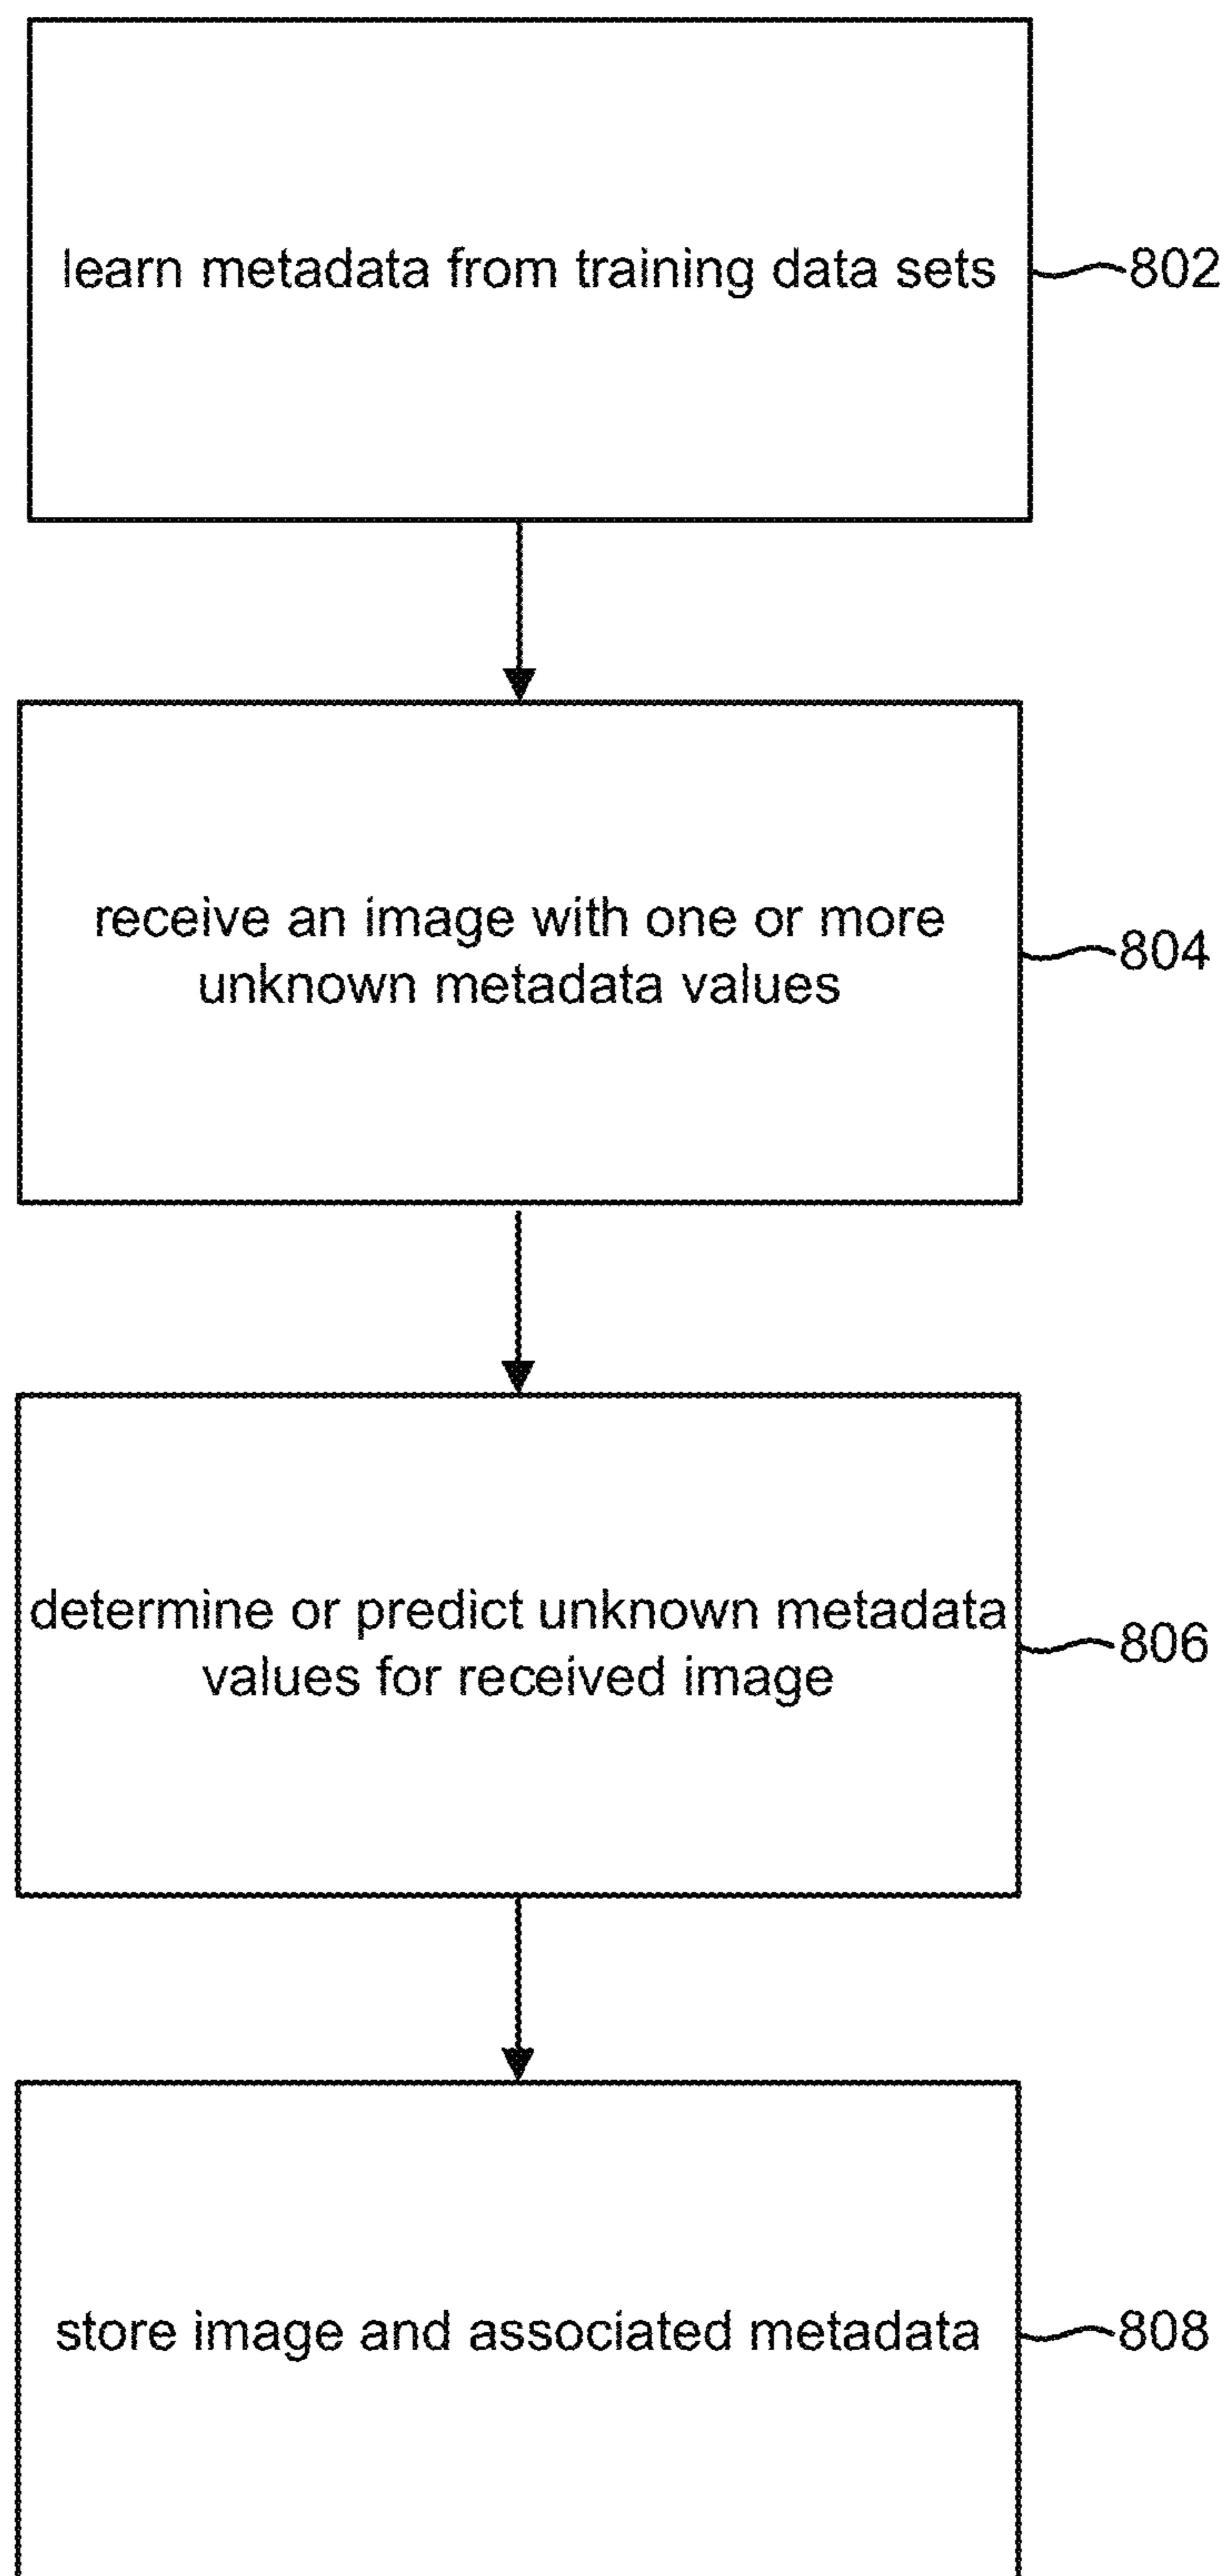 learn metadata from training data sets
802
receive an image with one or more
unknown metadata values
804
determine or predict unknown metadata
values for received image
806
store image and associated metadata
808